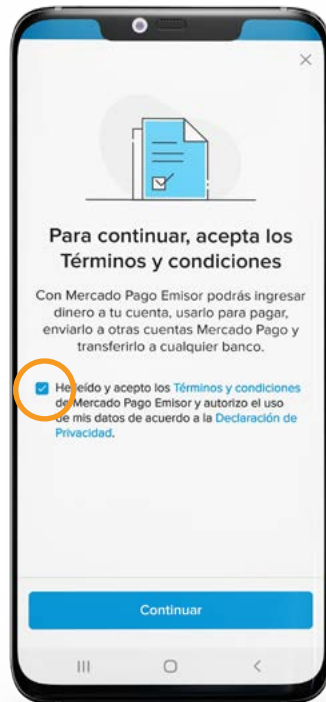 Para continuar, acepta los
Términos y condiciones
Con Mercado Pago Emisor podrás ingresar
dinero a tu cuenta, usarlo para pagar,
enviarlo a otras cuentas Mercado Pago y
transferirlo a cualquier banco.
He leído y acepto los Términos y condiciones
de Mercado Pago Emisor y autorizo el uso
de mis datos de acuerdo a la Declaración de
Privacidad.
Continuar